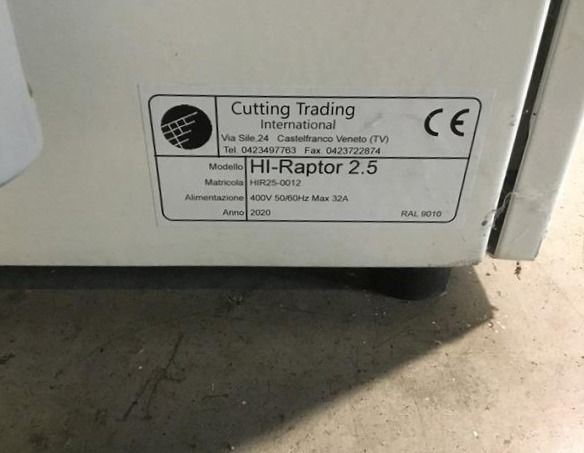 Cutting Trading
International
Via Sile,24 Castelfranco Veneto (TV)
Tel. 0423497763 Fax. 0423722874
CE
Modello HI-Raptor 2.5
Matricola HIR25-0012
Alimentazione 400V 50/60Hz Max 32A
Anno 2020 RAL 9010